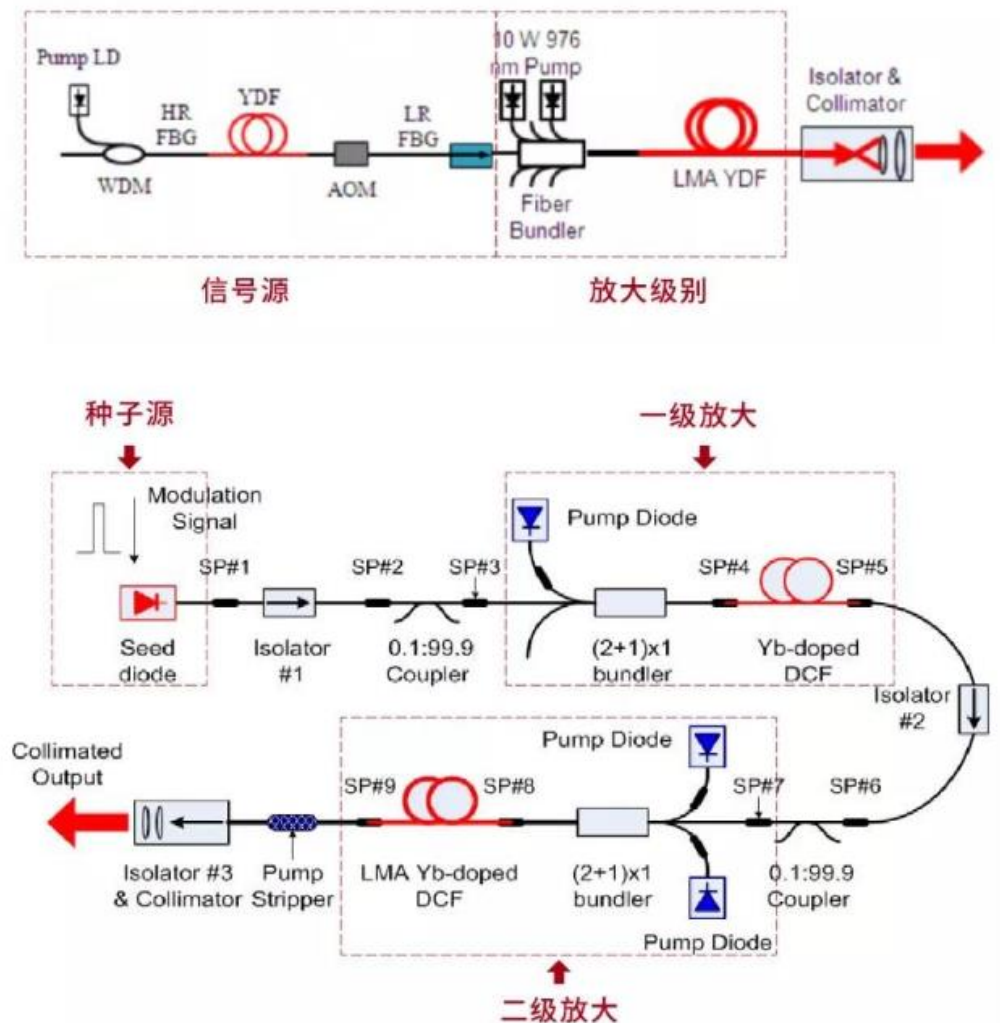 10 W 976
nm Pump
Pump LD
Isolator &
Collimator
HR
FBG
YDF
LR
FBG
WDM
AOM
Fiber
Bundler
LMA YDF
信号源
放大级别
种子源
一级放大
Modulation
Signal
Pump Diode
SP#1
SP#2
SP#3
SP#4
SP#5
Seed
diode
Isolator
#1
0.1:99.9
Coupler
(2+1)x1
bundler
Yb-doped
DCF
Isolator
#2
Collimated
Output
Pump Diode
SP#9
SP#8
SP#7
SP#6
Isolator #3
& Collimator
Pump
Stripper
LMA Yb-doped
DCF
(2+1)x1
bundler
0.1:99.9
Coupler
Pump Diode
二级放大